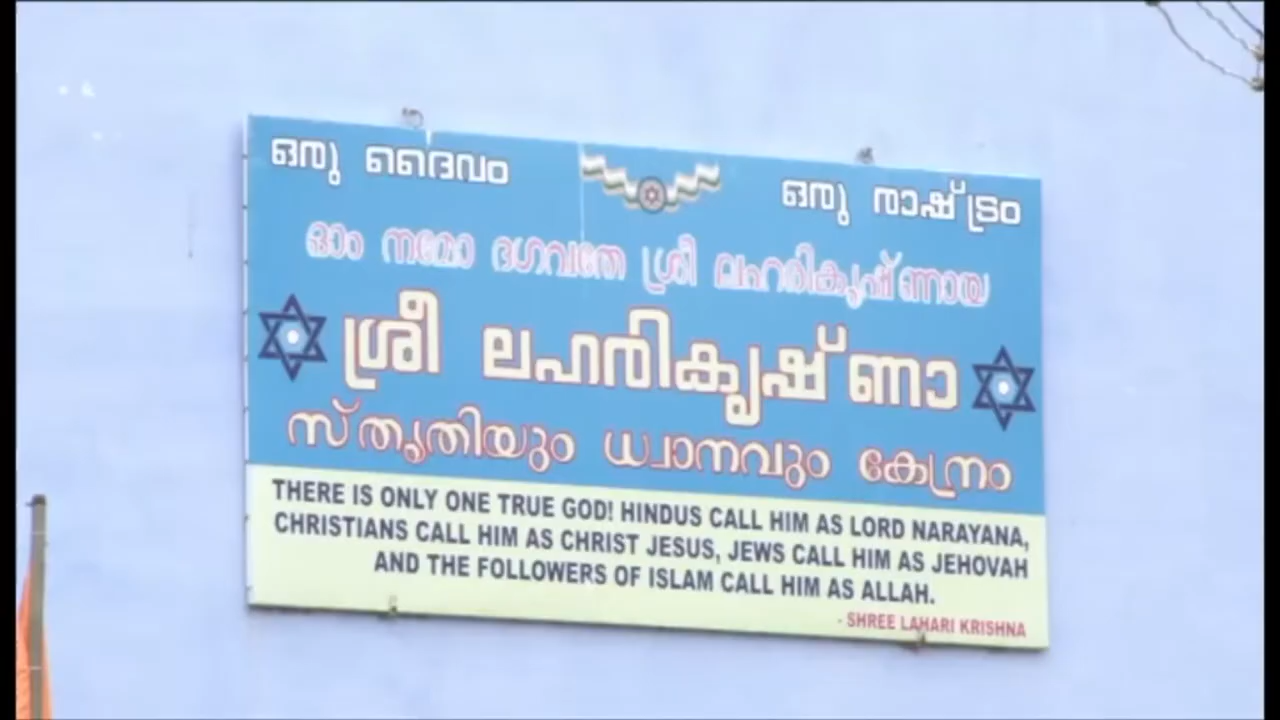 ഒരു ദൈവം ഒരു രാഷ്ട്രം
ഓം നമോ ഭഗവതേ ശ്രീ ലഹരികൃഷ്ണായ
ശ്രീ ലഹരികൃഷ്ണാ
സ്തൃതിയും ധ്യാനവും കേന്ദ്രം
THERE IS ONLY ONE TRUE GOD! HINDUS CALL HIM AS LORD NARAYANA,
CHRISTIANS CALL HIM AS CHRIST JESUS, JEWS CALL HIM AS JEHOVAH
AND THE FOLLOWERS OF ISLAM CALL HIM AS ALLAH.
- SHREE LAHARI KRISHNA